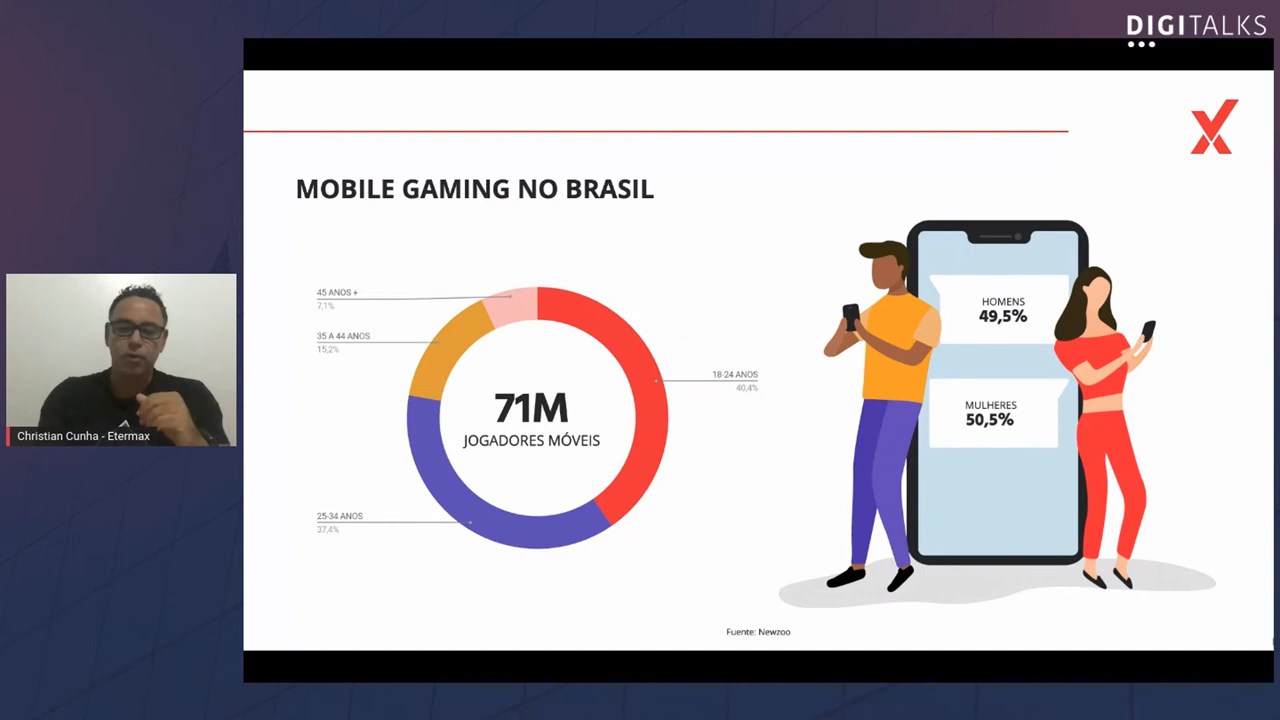 DIGITALKS
MOBILE GAMING NO BRASIL
45 ANOS +
7,1%
35 A 44 ANOS
15,2%
25-34 ANOS
37,4%
71M
JOGADORES MÓVEIS
18-24 ANOS
40,4%
HOMENS
49,5%
MULHERES
50,5%
Christian Cunha - Etermax
Fuente: Newzoo